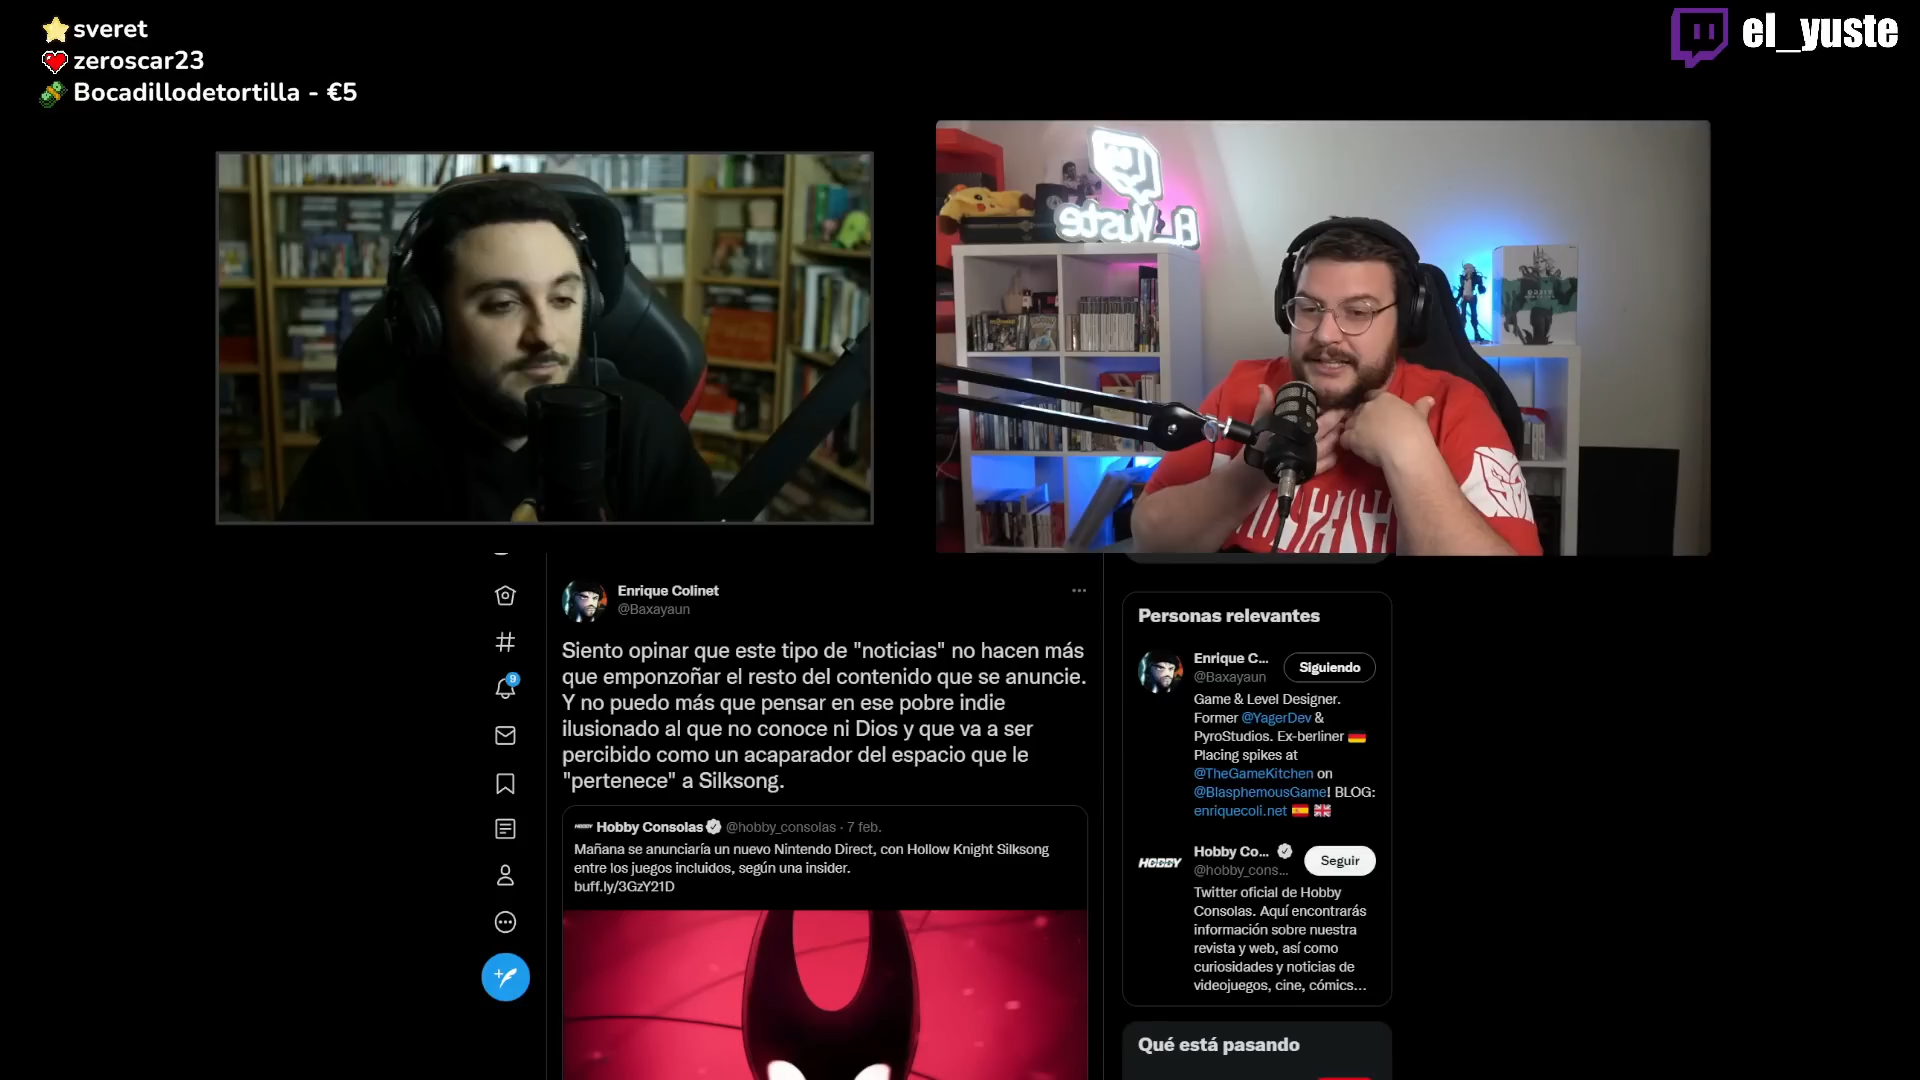 sveret
zeroscar23
Bocadillodetortilla - €5
el_yuste
El_Yuste
Enrique Colinet
@Baxayaun
Siento opinar que este tipo de "noticias" no hacen más
que emponzoñar el resto del contenido que se anuncie.
Y no puedo más que pensar en ese pobre indie
ilusionado al que no conoce ni Dios y que va a ser
percibido como un acaparador del espacio que le
"pertenece" a Silksong.
HOBBY Hobby Consolas @hobby_consolas · 7 feb.
Mañana se anunciaría un nuevo Nintendo Direct, con Hollow Knight Silksong
entre los juegos incluidos, según una insider.
buff.ly/3GzY21D
9
Personas relevantes
Enrique C...
@Baxayaun
Siguiendo
Game & Level Designer.
Former @YagerDev &
PyroStudios. Ex-berliner
Placing spikes at
@TheGameKitchen on
@BlasphemousGame! BLOG:
enriquecoli.net
HOBBY
Hobby Co...
@hobby_cons...
Seguir
Twitter oficial de Hobby
Consolas. Aquí encontrarás
información sobre nuestra
revista y web, así como
curiosidades y noticias de
videojuegos, cine, cómics...
Qué está pasando